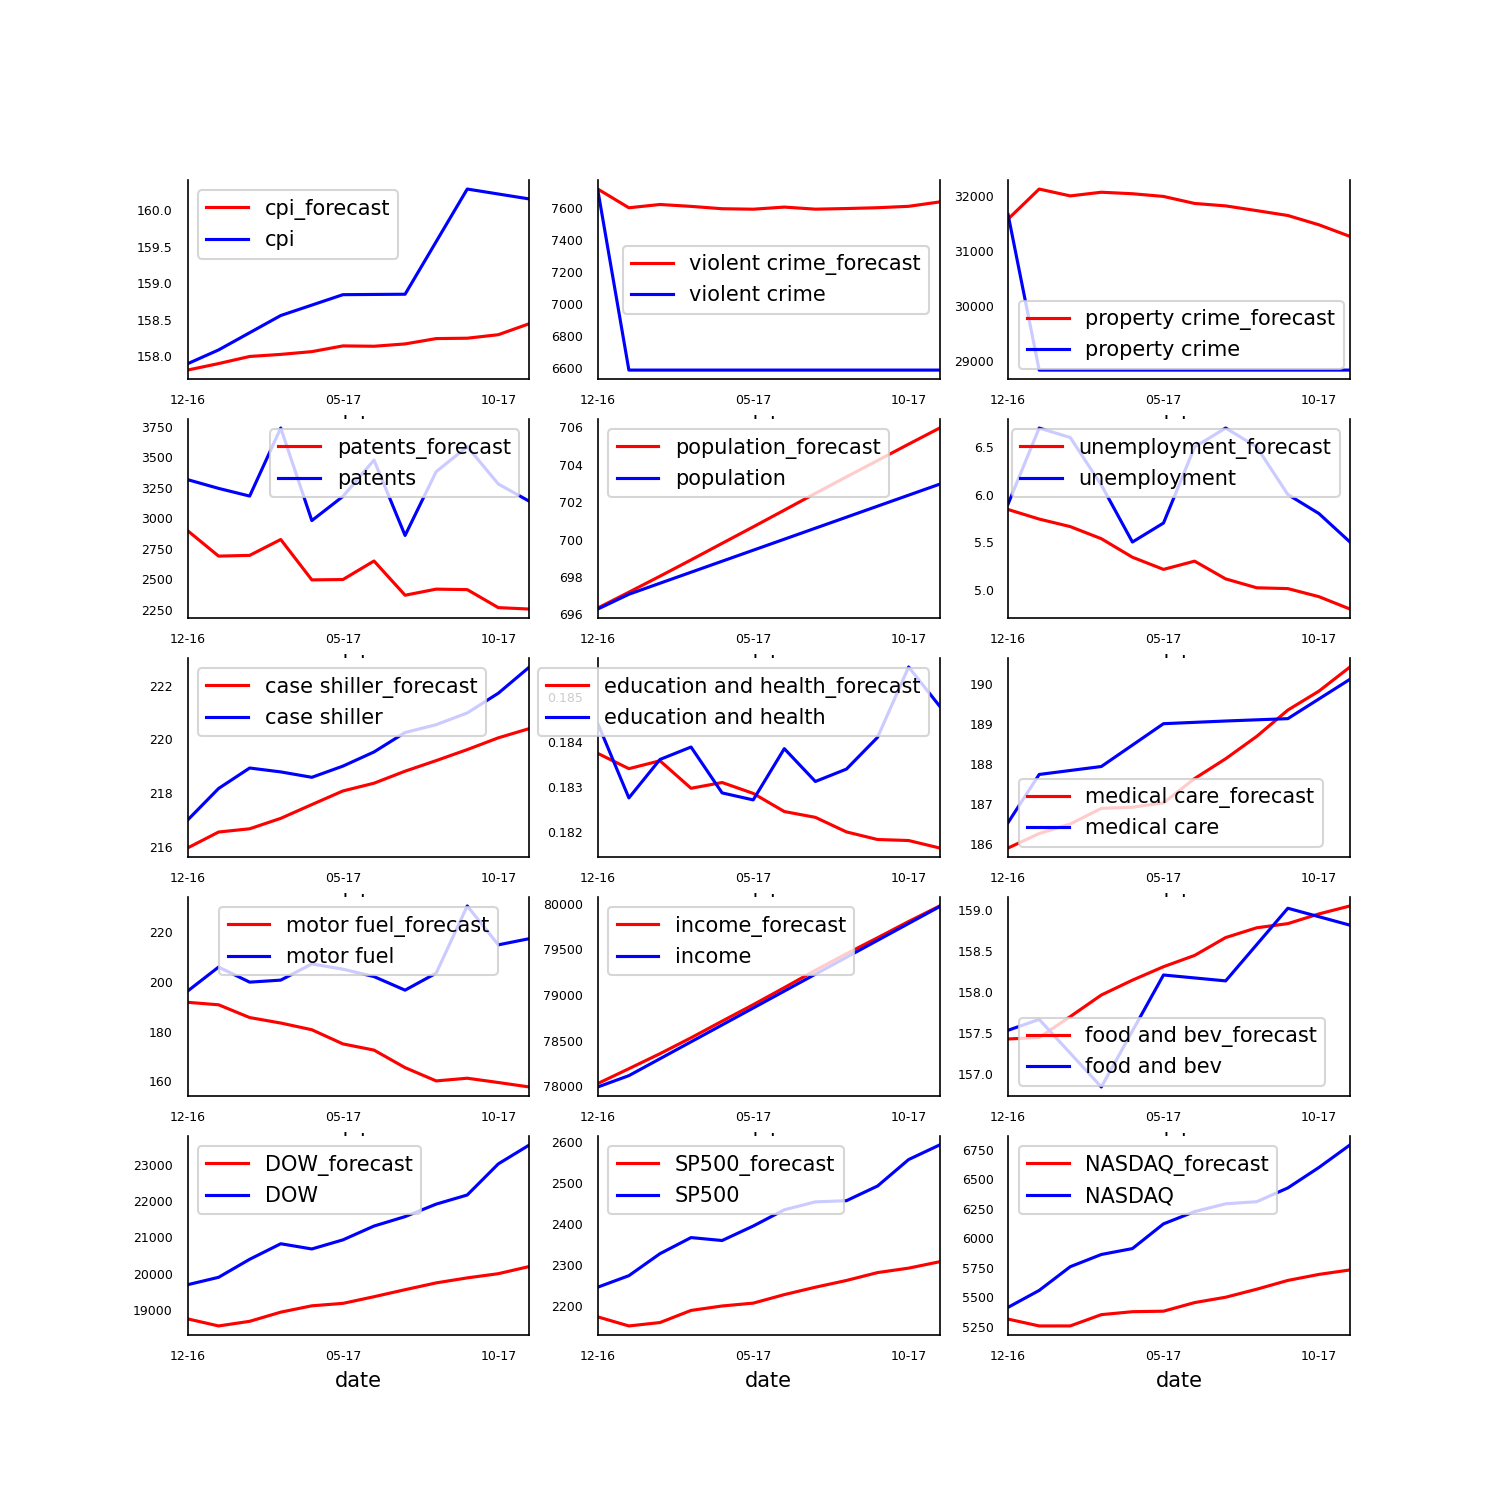 160.0
159.5
159.0
158.5
158.0
cpi_forecast
cpi
12-16 05-17 10-17
7600
7400
7200
7000
6800
6600
violent crime_forecast
violent crime
12-16 05-17 10-17
32000
31000
30000
29000
property crime_forecast
property crime
12-16 05-17 10-17
3750
3500
3250
3000
2750
2500
2250
patents_forecast
patents
12-16 05-17 10-17
706
704
702
700
698
696
population_forecast
population
12-16 05-17 10-17
6.5
6.0
5.5
5.0
unemployment_forecast
unemployment
12-16 05-17 10-17
222
220
218
216
case shiller_forecast
case shiller
12-16 05-17 10-17
0.185
0.184
0.183
0.182
education and health_forecast
education and health
12-16 05-17 10-17
190
189
188
187
186
medical care_forecast
medical care
12-16 05-17 10-17
220
200
180
160
motor fuel_forecast
motor fuel
12-16 05-17 10-17
80000
79500
79000
78500
78000
income_forecast
income
12-16 05-17 10-17
159.0
158.5
158.0
157.5
157.0
food and bev_forecast
food and bev
12-16 05-17 10-17
23000
22000
21000
20000
19000
DOW_forecast
DOW
12-16 05-17 10-17
date
2600
2500
2400
2300
2200
SP500_forecast
SP500
12-16 05-17 10-17
date
6750
6500
6250
6000
5750
5500
5250
NASDAQ_forecast
NASDAQ
12-16 05-17 10-17
date